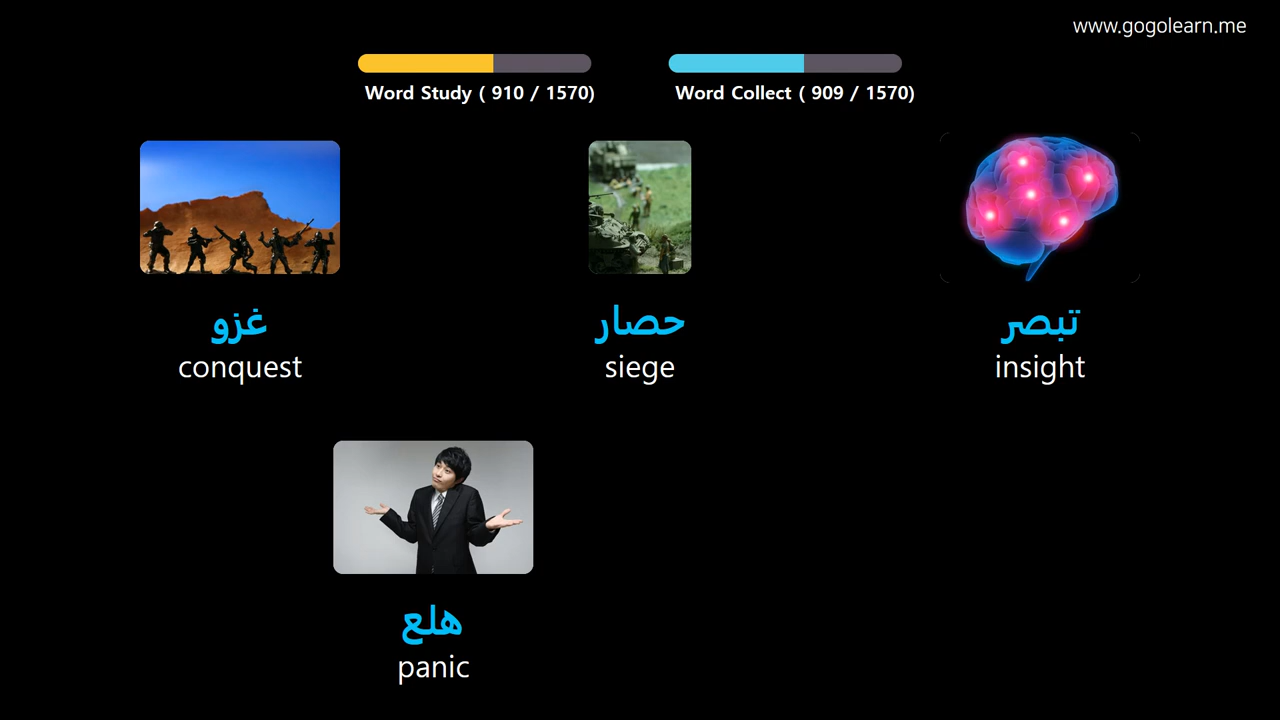 www.gogolearn.me
Word Study ( 910 / 1570)
Word Collect ( 909 / 1570)
غزو
conquest
حصار
siege
تبصر
insight
هلع
panic